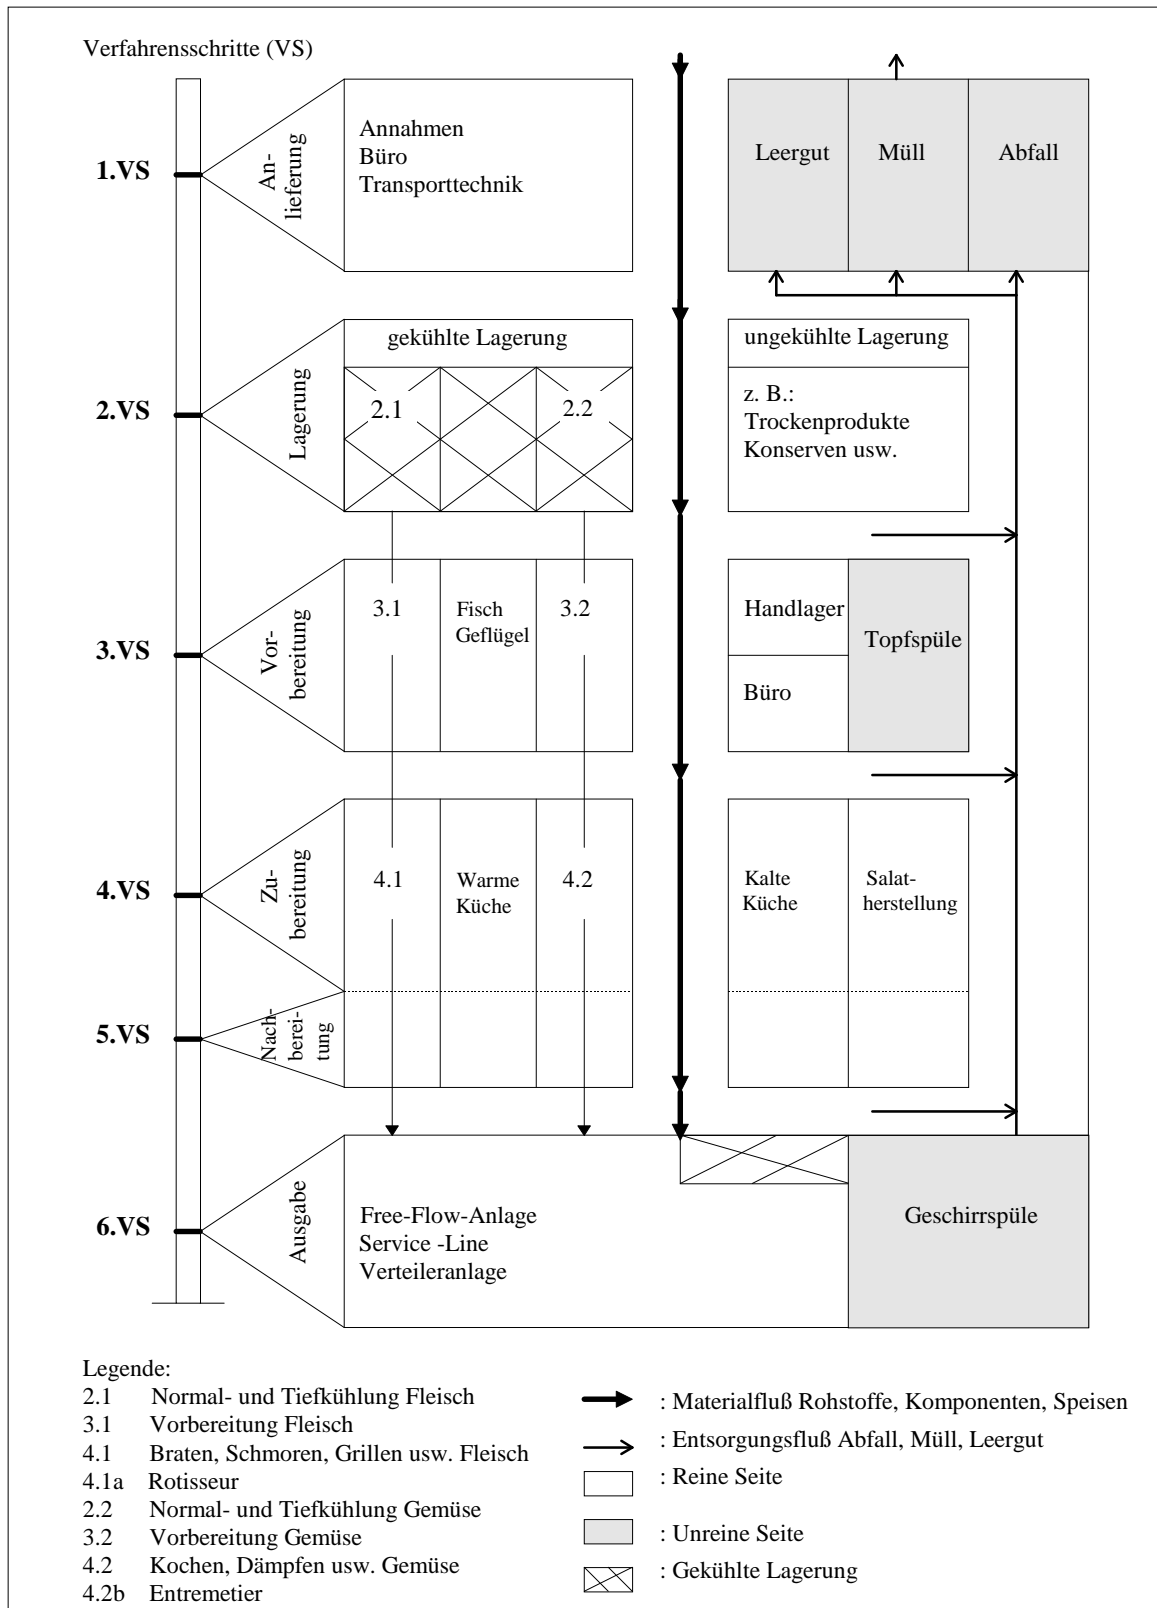 Verfahrensschritte (VS)
1.VS
An-
lieferung
Annahmen
Büro
Transporttechnik
Leergut
Müll
Abfall
2.VS
Lagerung
gekühlte Lagerung
2.1
2.2
ungekühlte Lagerung
z. B.:
Trockenprodukte
Konserven usw.
3.VS
Vor-
bereitung
3.1
Fisch
Geflügel
3.2
Handlager
Büro
Topfspüle
4.VS
Zu-
bereitung
4.1
Warme
Küche
4.2
Kalte
Küche
Salat-
herstellung
5.VS
Nach-
berei-
tung
6.VS
Ausgabe
Free-Flow-Anlage
Service -Line
Verteileranlage
Geschirrspüle
Legende:
2.1 Normal- und Tiefkühlung Fleisch
3.1 Vorbereitung Fleisch
4.1 Braten, Schmoren, Grillen usw. Fleisch
4.1a Rotisseur
2.2 Normal- und Tiefkühlung Gemüse
3.2 Vorbereitung Gemüse
4.2 Kochen, Dämpfen usw. Gemüse
4.2b Entremetier
: Materialfluß Rohstoffe, Komponenten, Speisen
: Entsorgungsfluß Abfall, Müll, Leergut
: Reine Seite
: Unreine Seite
: Gekühlte Lagerung